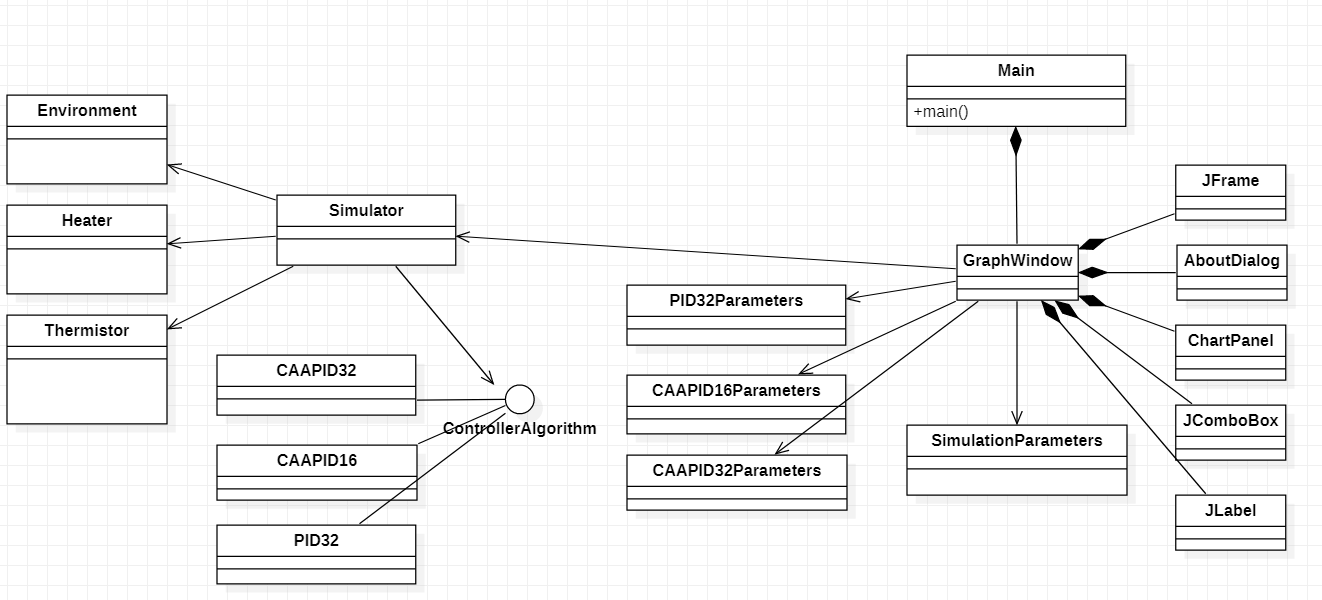 Main
+main()
Environment
JFrame
Heater
Simulator
GraphWindow
AboutDialog
PID32Parameters
Thermistor
ChartPanel
CAAPID32
CAAPID16Parameters
JComboBox
ControllerAlgorithm
SimulationParameters
CAAPID16
CAAPID32Parameters
JLabel
PID32